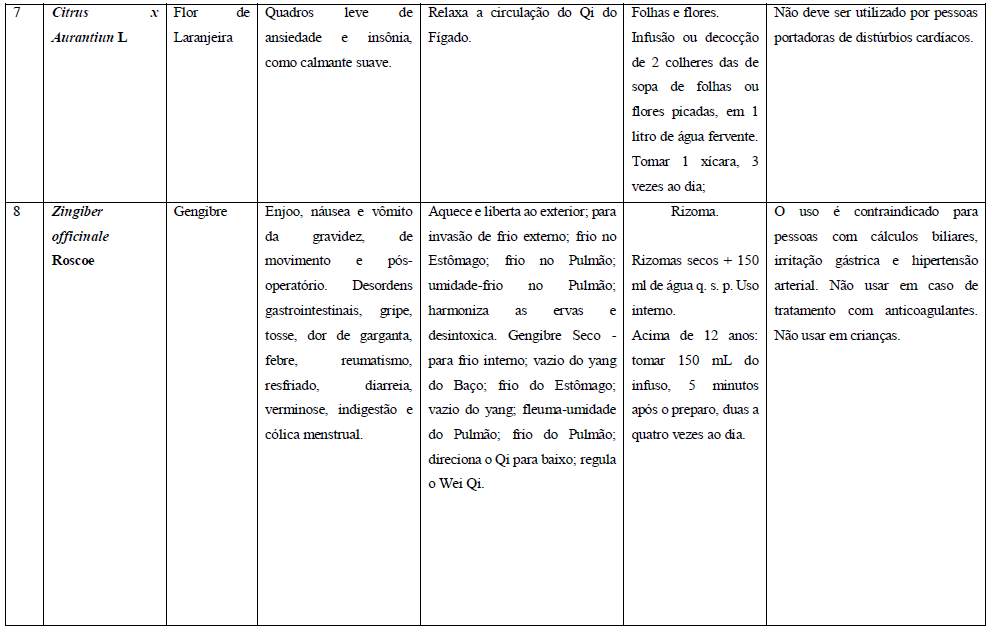 7
Citrus x
Aurantiun L
Flor de
Laranjeira
Quadros leve de
ansiedade e insônia,
como calmante suave.
Relaxa a circulação do Qi do
Fígado.
Folhas e flores.
Infusão ou decocção
de 2 colheres das de
sopa de folhas ou
flores picadas, em 1
litro de água fervente.
Tomar 1 xícara, 3
vezes ao dia;
Não deve ser utilizado por pessoas
portadoras de distúrbios cardíacos.
8
Zingiber
officinale
Roscoe
Gengibre
Enjoo, náusea e vômito
da gravidez, de
movimento e pós-
operatório. Desordens
gastrointestinais, gripe,
tosse, dor de garganta,
febre, reumatismo,
resfriado, diarreia,
verminose, indigestão e
cólica menstrual.
Aquece e liberta ao exterior; para
invasão de frio externo; frio no
Estômago; frio no Pulmão;
umidade-frio no Pulmão;
harmoniza as ervas e
desintoxica. Gengibre Seco -
para frio interno; vazio do yang
do Baço; frio do Estômago;
vazio do yang; fleuma-umidade
do Pulmão; frio do Pulmão;
direciona o Qi para baixo; regula
o Wei Qi.
Rizoma.
Rizomas secos + 150
ml de água q. s. p. Uso
interno.
Acima de 12 anos:
tomar 150 mL do
infuso, 5 minutos
após o preparo, duas a
quatro vezes ao dia.
O uso é contraindicado para
pessoas com cálculos biliares,
irritação gástrica e hipertensão
arterial. Não usar em caso de
tratamento com anticoagulantes.
Não usar em crianças.